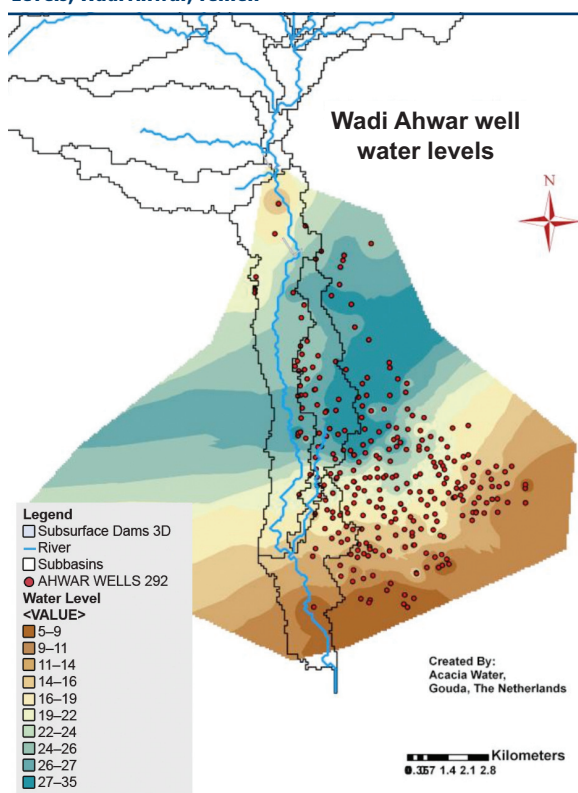 Wadi Ahwar well
water levels
N
Legend
Subsurface Dams 3D
River
Subbasins
AHWAR WELLS 292
Water Level
<VALUE>
5–9
9–11
11–14
14–16
16–19
19–22
22–24
24–26
26–27
27–35
Created By:
Acacia Water,
Gouda, The Netherlands
Kilometers
1.4 2.1 2.8